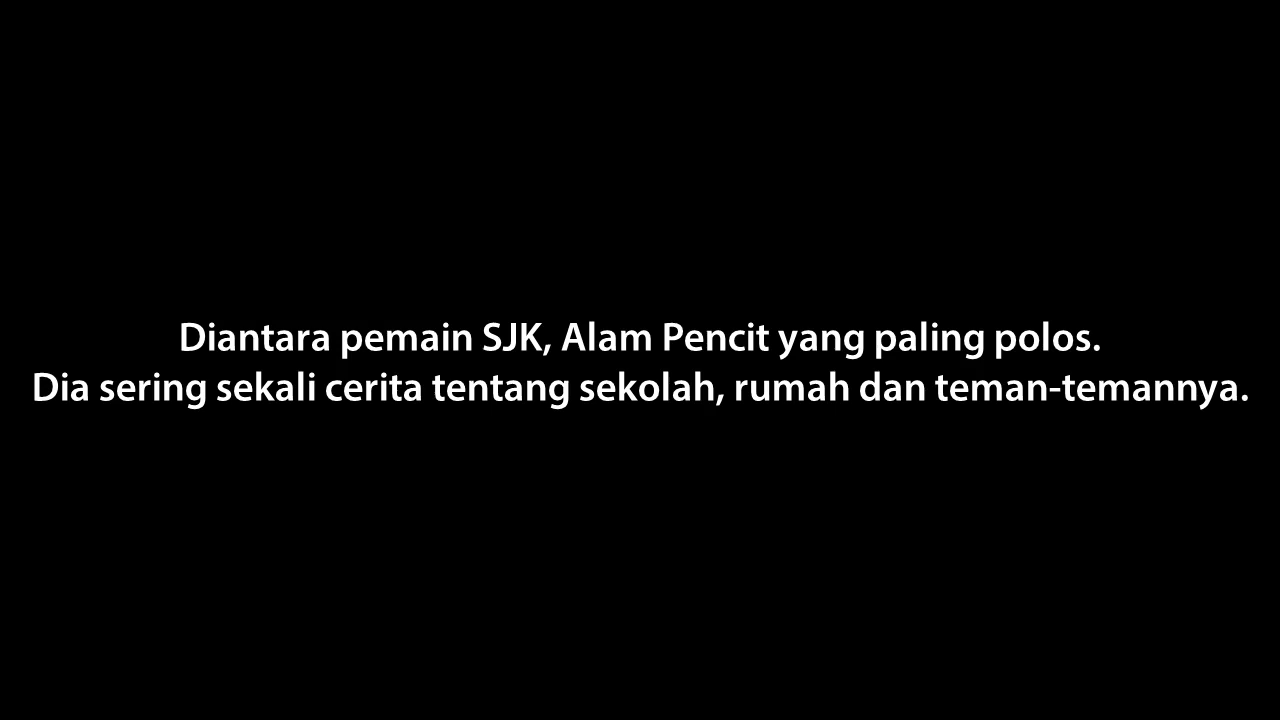 Diantara pemain SJK, Alam Pencit yang paling polos.
Dia sering sekali cerita tentang sekolah, rumah dan teman-temannya.